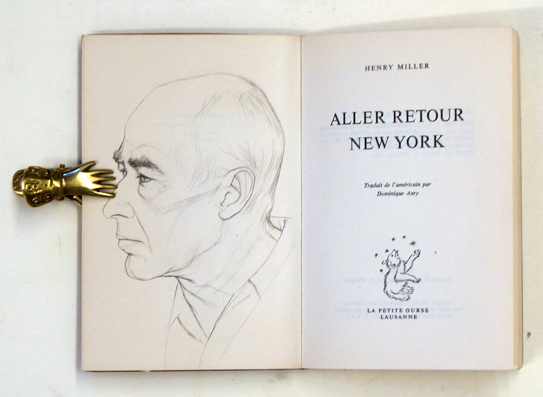 HENRY MILLER
ALLER RETOUR
NEW YORK
Traduit de l'américain par
Dominique Aury
LA PETITE OURSE
LAUSANNE